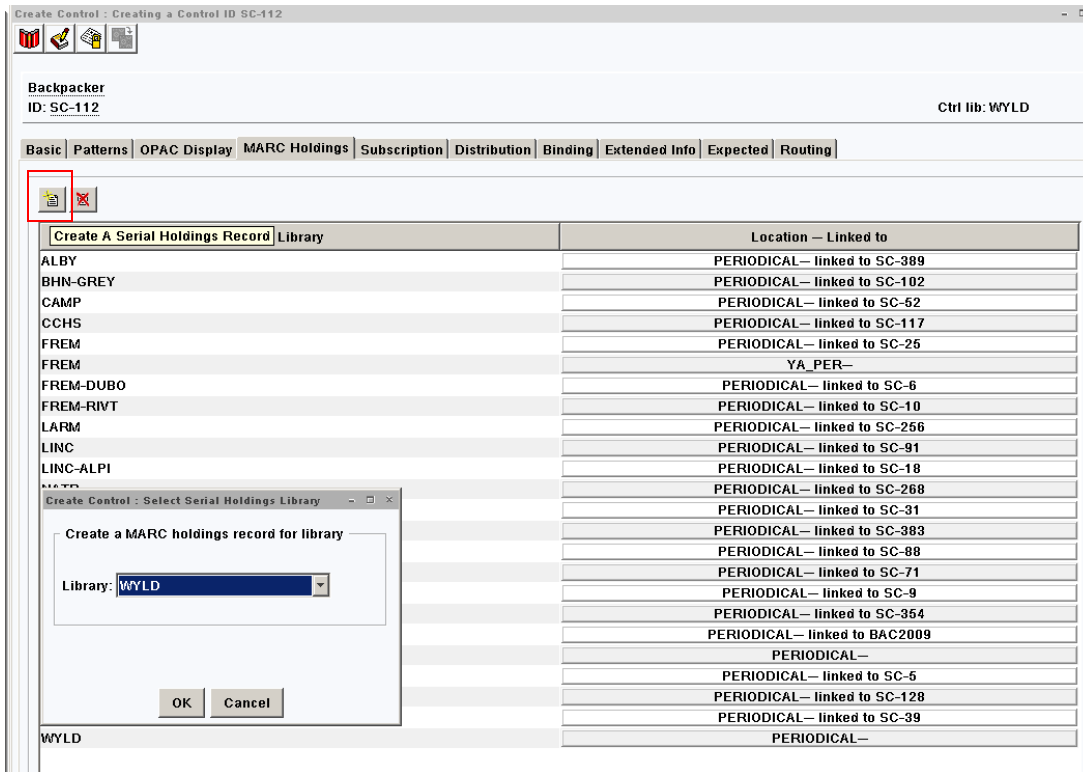 Create Control : Creating a Control ID SC-112
Backpacker
ID: SC-112 Ctrl lib: WYLD
Basic Patterns OPAC Display MARC Holdings Subscription Distribution Binding Extended Info Expected Routing
Create A Serial Holdings Record Library Location — Linked to
ALBY PERIODICAL— linked to SC-389
BHN-GREY PERIODICAL— linked to SC-102
CAMP PERIODICAL— linked to SC-52
CCHS PERIODICAL— linked to SC-117
FREM PERIODICAL— linked to SC-25
FREM YA_PER—
FREM-DUBO PERIODICAL— linked to SC-6
FREM-RIVT PERIODICAL— linked to SC-10
LARM PERIODICAL— linked to SC-256
LINC PERIODICAL— linked to SC-91
LINC-ALPI PERIODICAL— linked to SC-18
PERIODICAL— linked to SC-268
PERIODICAL— linked to SC-31
PERIODICAL— linked to SC-383
PERIODICAL— linked to SC-88
PERIODICAL— linked to SC-71
PERIODICAL— linked to SC-9
PERIODICAL— linked to SC-354
PERIODICAL— linked to BAC2009
PERIODICAL—
PERIODICAL— linked to SC-5
PERIODICAL— linked to SC-128
PERIODICAL— linked to SC-39
WYLD PERIODICAL—
Create Control : Select Serial Holdings Library
Create a MARC holdings record for library
Library: WYLD
OK Cancel